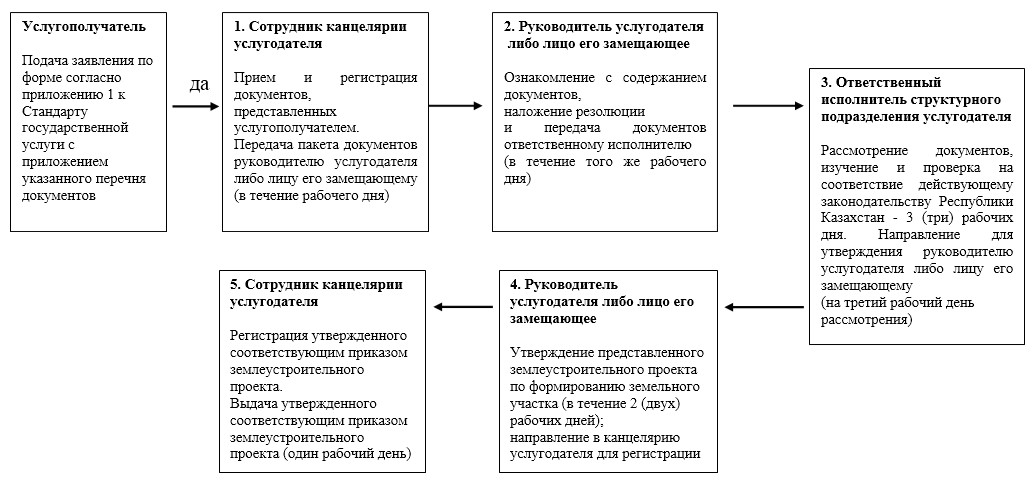 Услугополучатель
Подача заявления по
форме согласно
приложению 1 к
Стандарту
государственной
услуги с
приложением
указанного перечня
документов
да
1. Сотрудник канцелярии
услугодателя
Прием и регистрация
документов,
представленных
услугополучателем.
Передача пакета документов
руководителю услугодателя
либо лицу его замещающему
(в течение рабочего дня)
2. Руководитель услугодателя
либо лицо его замещающее
Ознакомление с содержанием
документов,
наложение резолюции
и передача документов
ответственному исполнителю
(в течение того же рабочего
дня)
3. Ответственный
исполнитель структурного
подразделения услугодателя
Рассмотрение документов,
изучение и проверка на
соответствие действующему
законодательству Республики
Казахстан - 3 (три) рабочих
дня. Направление для
утверждения руководителю
услугодателя либо лицу его
замещающему
(на третий рабочий день
рассмотрения)
4. Руководитель
услугодателя либо лицо его
замещающее
Утверждение представленного
землеустроительного проекта
по формированию земельного
участка (в течение 2 (двух)
рабочих дней);
направление в канцелярию
услугодателя для регистрации
5. Сотрудник канцелярии
услугодателя
Регистрация утвержденного
соответствующим приказом
землеустроительного
проекта.
Выдача утвержденного
соответствующим приказом
землеустроительного
проекта (один рабочий день)